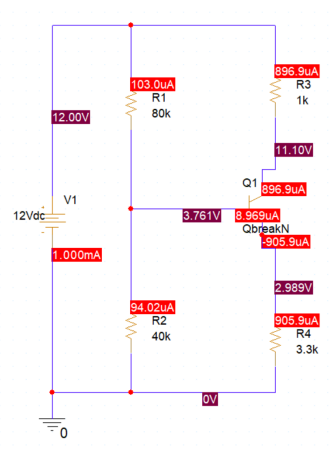 103.0uA
R1
80k
896.9uA
R3
1k
12.00V
11.10V
V1
12Vdc
Q1
896.9uA
3.761V
8.969uA
QbreakN
-905.9uA
1.000mA
2.989V
94.02uA
R2
40k
905.9uA
R4
3.3k
0V
0